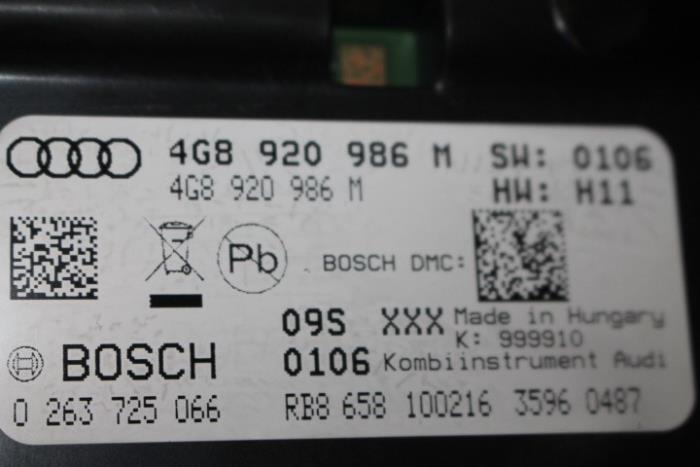 4G8 920 986 M SW: 0106
4G8 920 986 M HW: H11
Pb BOSCH DMC:
09S XXX Made in Hungary
K: 999910
BOSCH 0106 Kombiinstrument Audi
0 263 725 066 RB8 658 100216 3596 0487